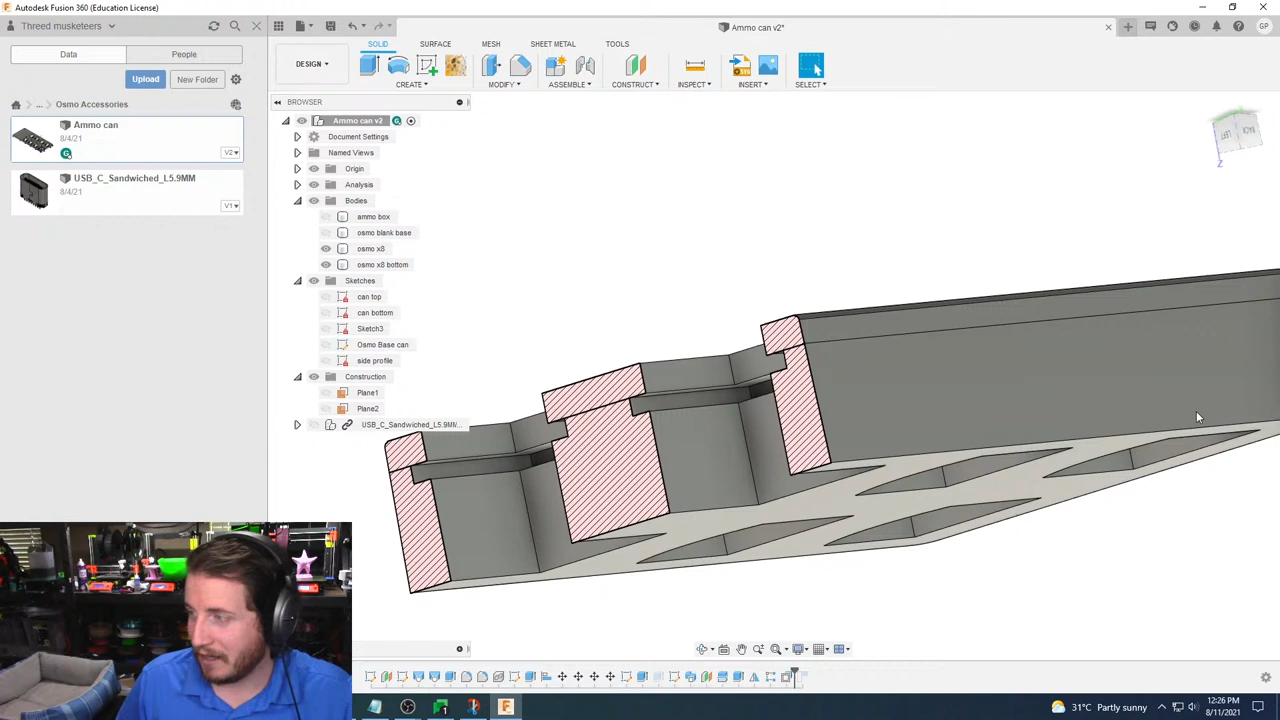 Autodesk Fusion 360 (Education License)
Threed musketeers
Ammo can v2*
GP
Data
People
Upload
New Folder
... Osmo Accessories
Ammo can
8/4/21
V2
USB_C_Sandwiched_L5.9MM
8/4/21
V1
DESIGN
SOLID
SURFACE
MESH
SHEET METAL
TOOLS
CREATE
MODIFY
ASSEMBLE
CONSTRUCT
INSPECT
INSERT
SELECT
BROWSER
Ammo can v2
Document Settings
Named Views
Origin
Analysis
Bodies
ammo box
osmo blank base
osmo x8
osmo x8 bottom
Sketches
can top
can bottom
Sketch3
Osmo Base can
side profile
Construction
Plane1
Plane2
USB_C_Sandwiched_L5.9MM...
LEFT
BACK
Z
31°C Partly sunny
12:26 PM
8/11/2021